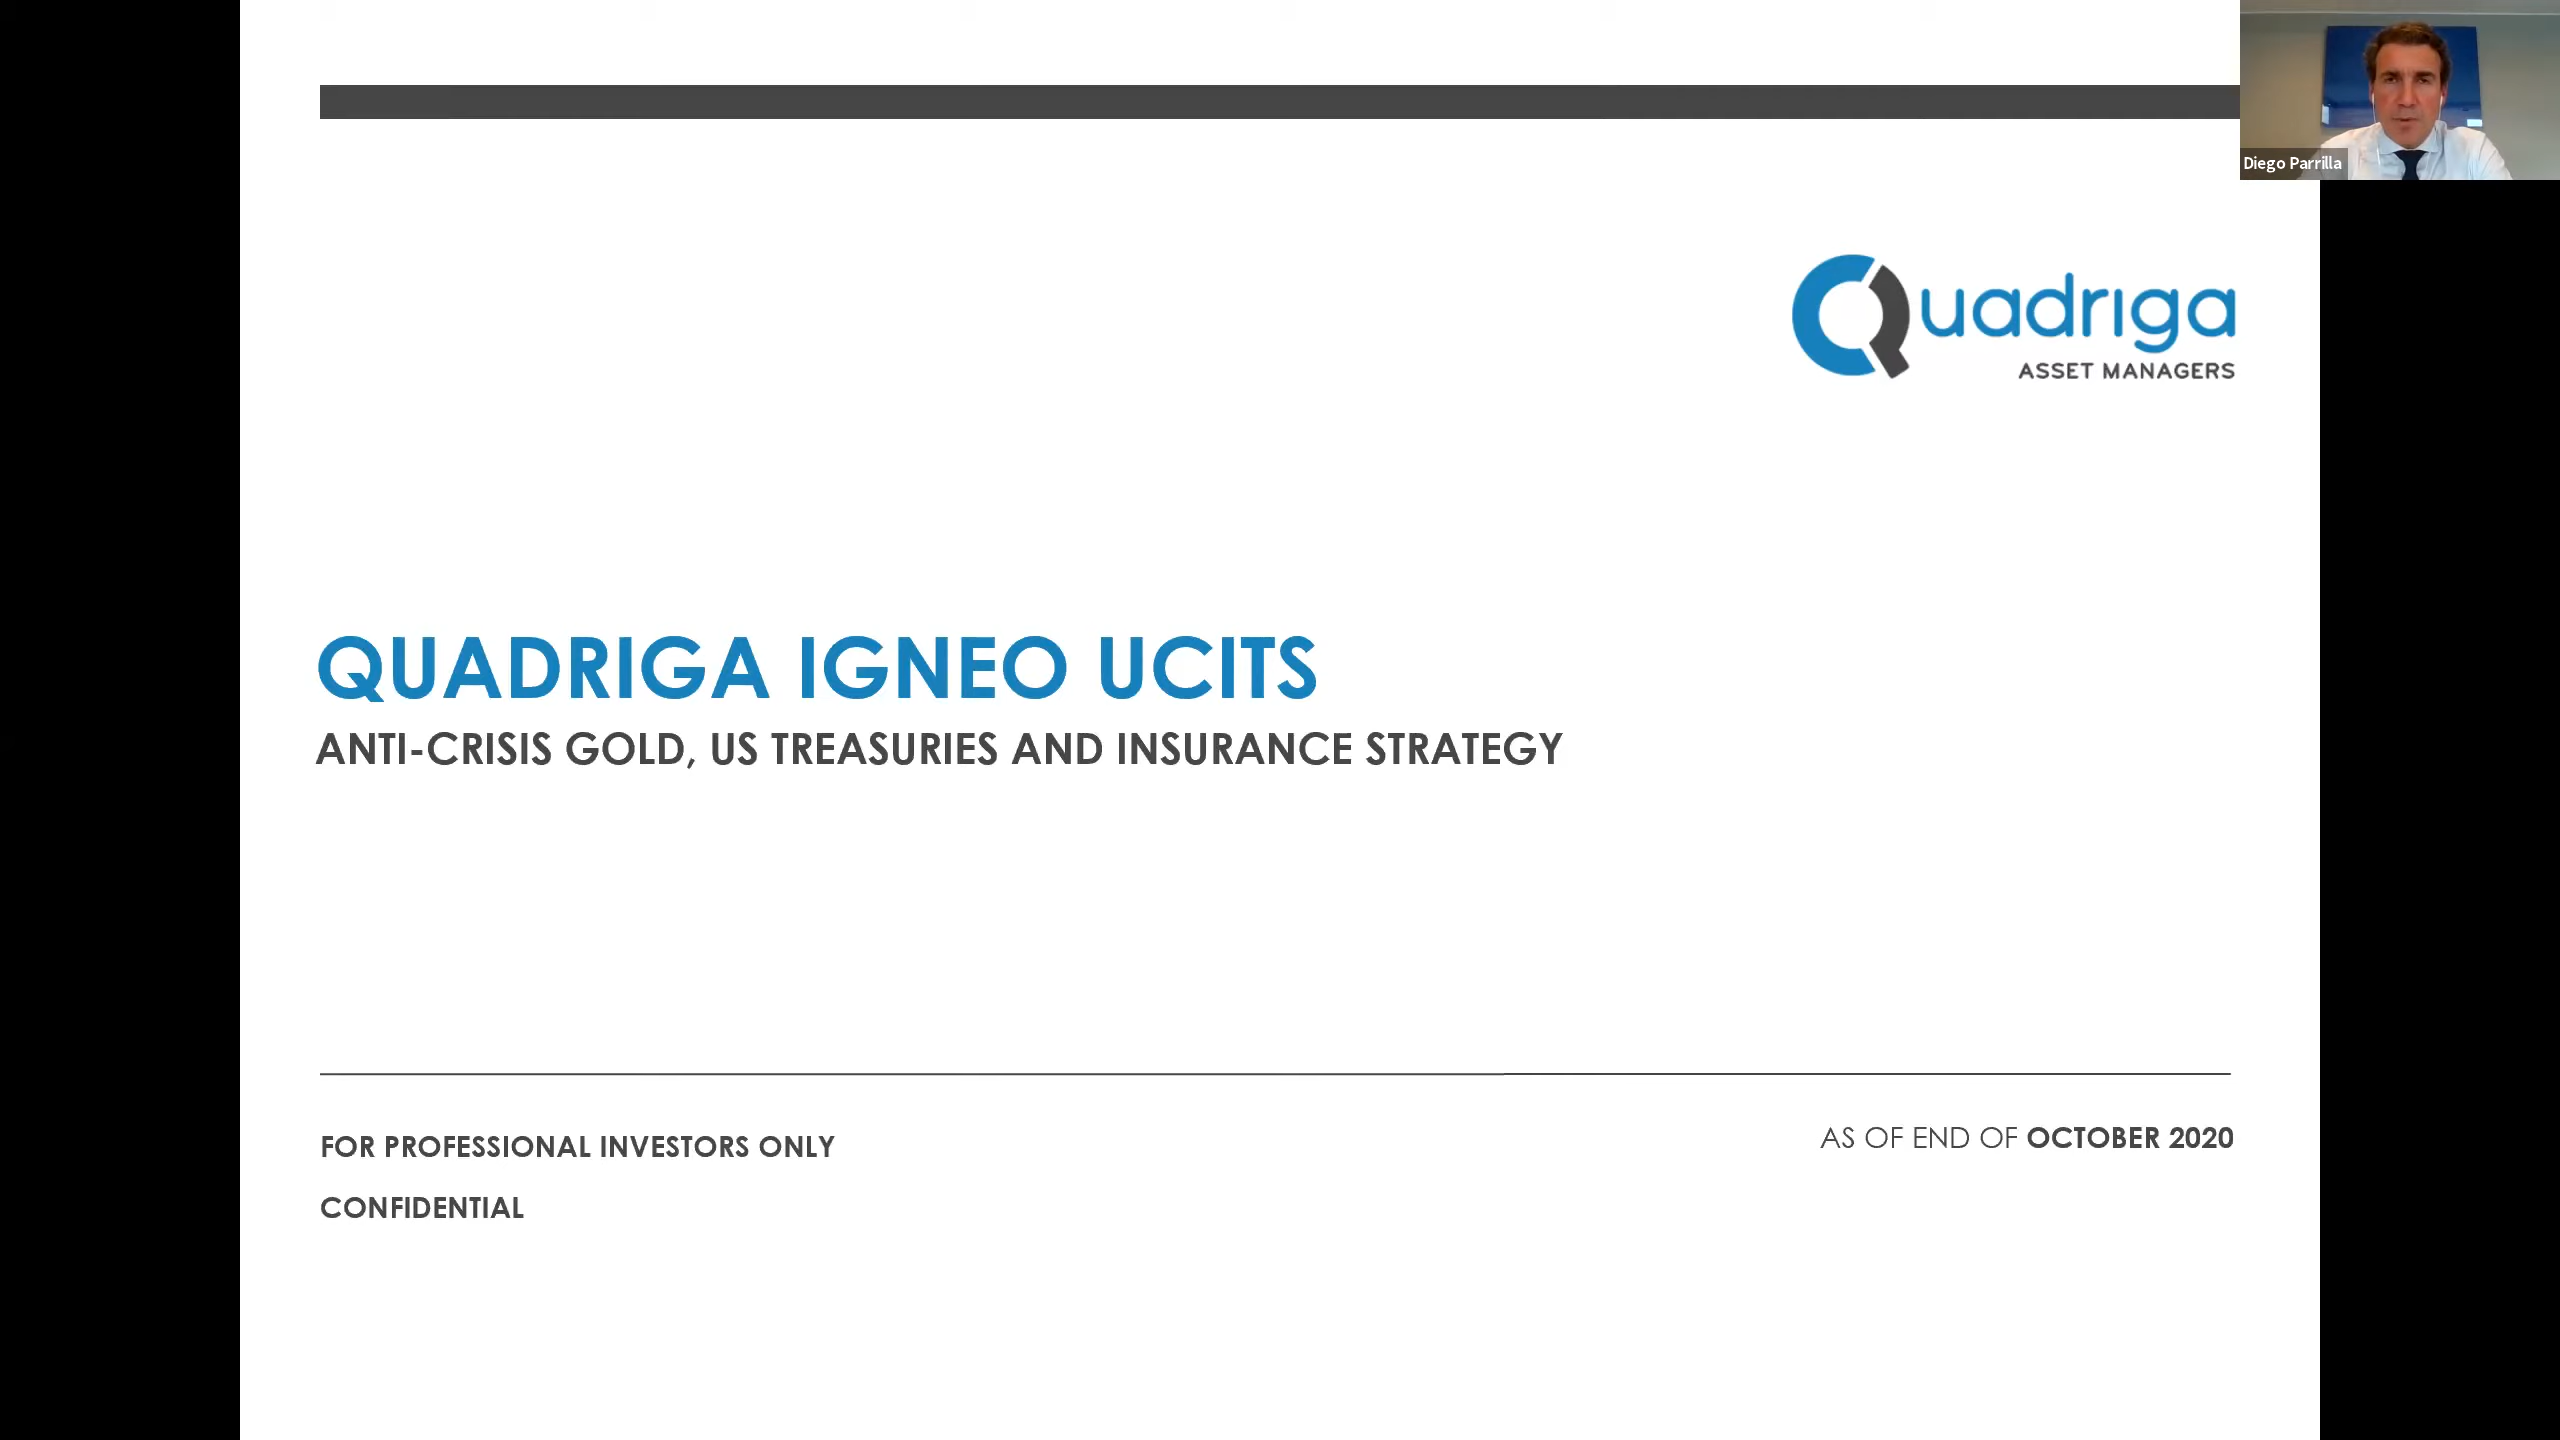 Diego Parrilla
Quadriga
ASSET MANAGERS
QUADRIGA IGNEO UCITS
ANTI-CRISIS GOLD, US TREASURIES AND INSURANCE STRATEGY
FOR PROFESSIONAL INVESTORS ONLY
AS OF END OF OCTOBER 2020
CONFIDENTIAL